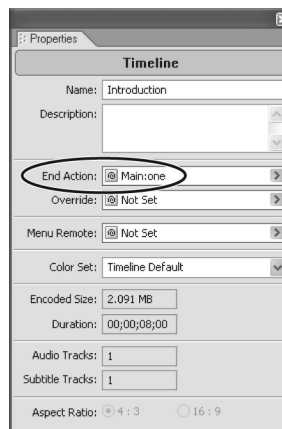 Properties
Timeline
Name: Introduction
Description:
End Action: Main:one
Override: Not Set
Menu Remote: Not Set
Color Set: Timeline Default
Encoded Size: 2.091 MB
Duration: 00;00;08;00
Audio Tracks: 1
Subtitle Tracks: 1
Aspect Ratio: 4 : 3 16 : 9